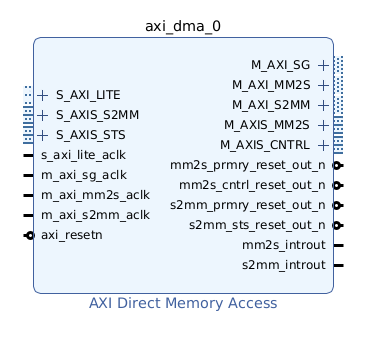 axi_dma_0
S_AXI_LITE
S_AXIS_S2MM
S_AXIS_STS
s_axi_lite_aclk
m_axi_sg_aclk
m_axi_mm2s_aclk
m_axi_s2mm_aclk
axi_resetn
M_AXI_SG
M_AXI_MM2S
M_AXI_S2MM
M_AXIS_MM2S
M_AXIS_CNTRL
mm2s_prmry_reset_out_n
mm2s_cntrl_reset_out_n
s2mm_prmry_reset_out_n
s2mm_sts_reset_out_n
mm2s_introut
s2mm_introut
AXI Direct Memory Access